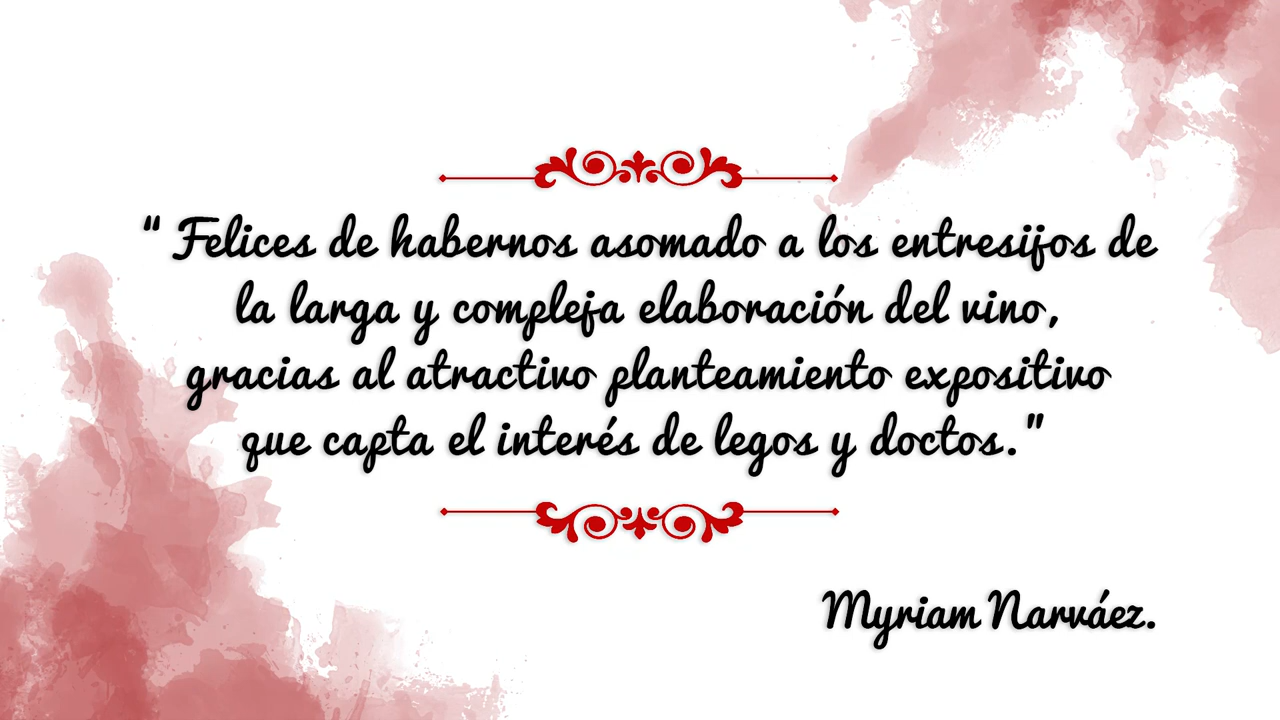 “ Felices de habernos asomado a los entresijos de
la larga y compleja elaboración del vino,
gracias al atractivo planteamiento expositivo
que capta el interés de legos y doctos.”
Myriam Narváez.